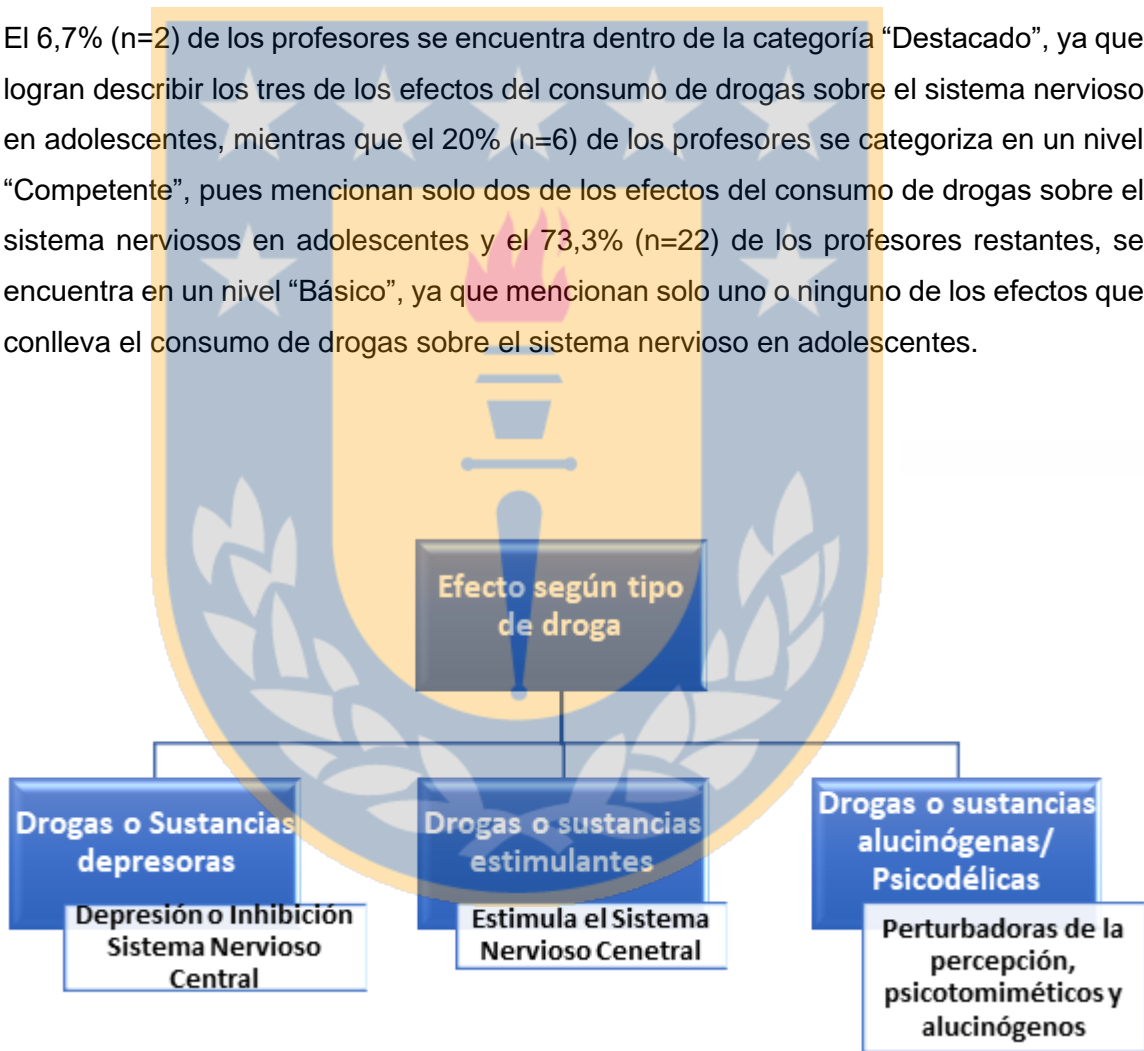 El 6,7% (n=2) de los profesores se encuentra dentro de la categoría “Destacado”, ya que
logran describir los tres de los efectos del consumo de drogas sobre el sistema nervioso
en adolescentes, mientras que el 20% (n=6) de los profesores se categoriza en un nivel
“Competente”, pues mencionan solo dos de los efectos del consumo de drogas sobre el
sistema nerviosos en adolescentes y el 73,3% (n=22) de los profesores restantes, se
encuentra en un nivel “Básico”, ya que mencionan solo uno o ninguno de los efectos que
conlleva el consumo de drogas sobre el sistema nervioso en adolescentes.
Efecto según tipo
de droga
Drogas o Sustancias
depresoras
Depresión o Inhibición
Sistema Nervioso
Central
Drogas o sustancias
estimulantes
Estimula el Sistema
Nervioso Cenetral
Drogas o sustancias
alucinógenas/
Psicodélicas
Perturbadoras de la
percepción,
psicotomiméticos y
alucinógenos